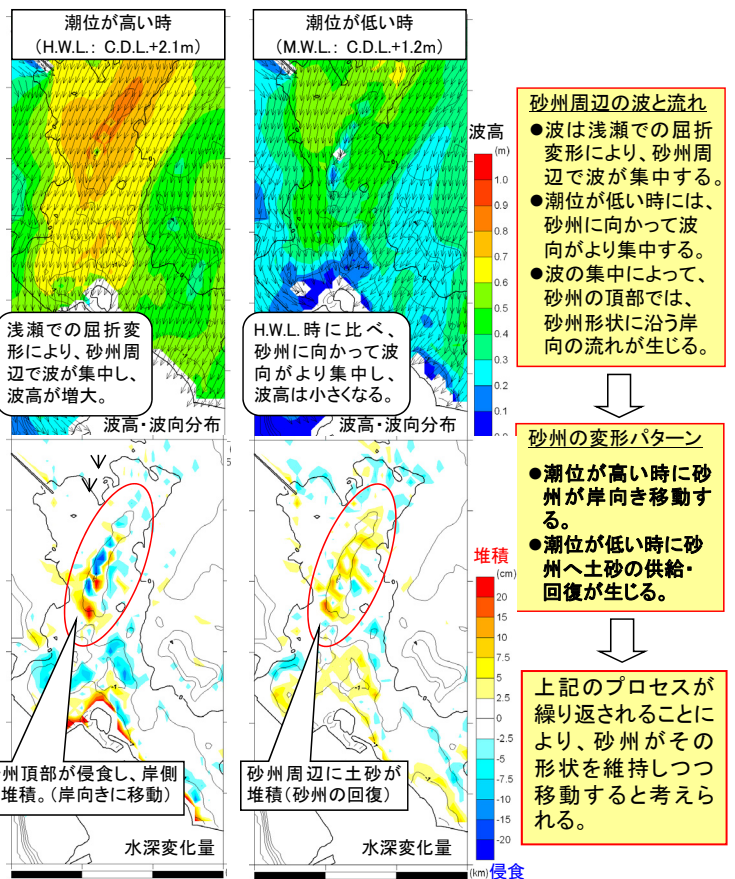 潮位が高い時
(H.W.L.: C.D.L.+2.1m)
潮位が低い時
(M.W.L.: C.D.L.+1.2m)
波高
(m)
1.0
0.9
0.8
0.7
0.6
0.5
0.4
0.3
0.2
0.1
浅瀬での屈折変
形により、砂州周
辺で波が集中し、
波高が増大。
波高・波向分布
H.W.L.時に比べ、
砂州に向かって波
向がより集中し、
波高は小さくなる。
波高・波向分布
砂州周辺の波と流れ
●波は浅瀬での屈折
変形により、砂州周
辺で波が集中する。
●潮位が低い時には、
砂州に向かって波
向がより集中する。
●波の集中によって、
砂州の頂部では、
砂州形状に沿う岸
向の流れが生じる。
砂州の変形パターン
●潮位が高い時に砂
州が岸向き移動す
る。
●潮位が低い時に砂
州へ土砂の供給・
回復が生じる。
上記のプロセスが
繰り返されることに
より、砂州がその
形状を維持しつつ
移動すると考えら
れる。
堆積
(cm)
20
15
10
7.5
5
2.5
0
-2.5
-5
-7.5
-10
-15
-20
侵食
州頂部が侵食し、岸側
堆積。(岸向きに移動)
水深変化量
砂州周辺に土砂が
堆積(砂州の回復)
水深変化量
(km)